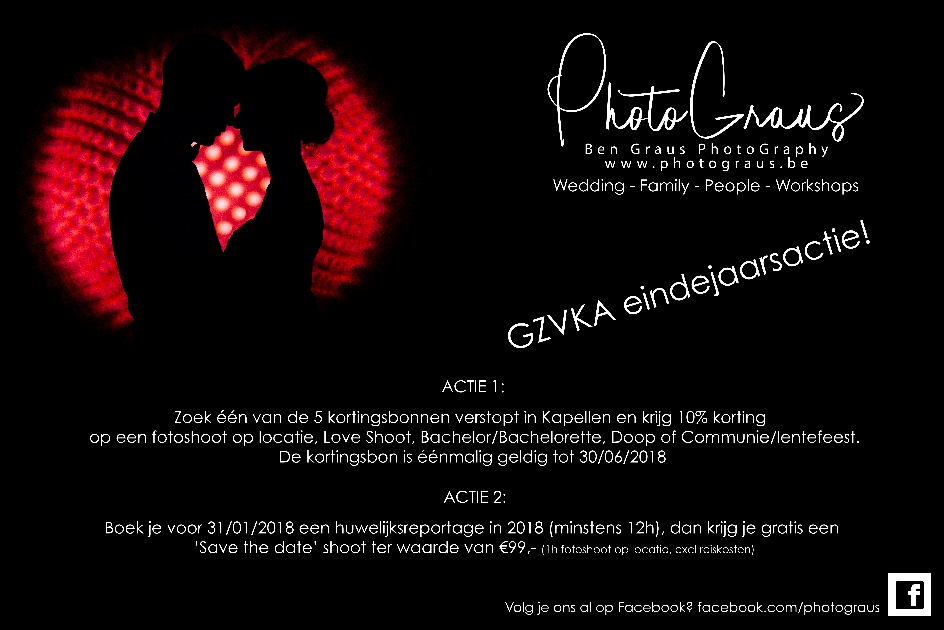 PhotoGraus
Ben Graus PhotoGraphy
www.photograus.be
Wedding - Family - People - Workshops
GZVKA eindejaarsactie!
ACTIE 1:
Zoek één van de 5 kortingsbonnen verstopt in Kapellen en krijg 10% korting
op een fotoshoot op locatie, Love Shoot, Bachelor/Bachelorette, Doop of Communie/lentefeest.
De kortingsbon is éénmalig geldig tot 30/06/2018
ACTIE 2:
Boek je voor 31/01/2018 een huwelijksreportage in 2018 (minstens 12h), dan krijg je gratis een
'Save the date' shoot ter waarde van €99,- (1h fotoshoot op locatie, excl reiskosten)
Volg je ons al op Facebook? facebook.com/photograus
f